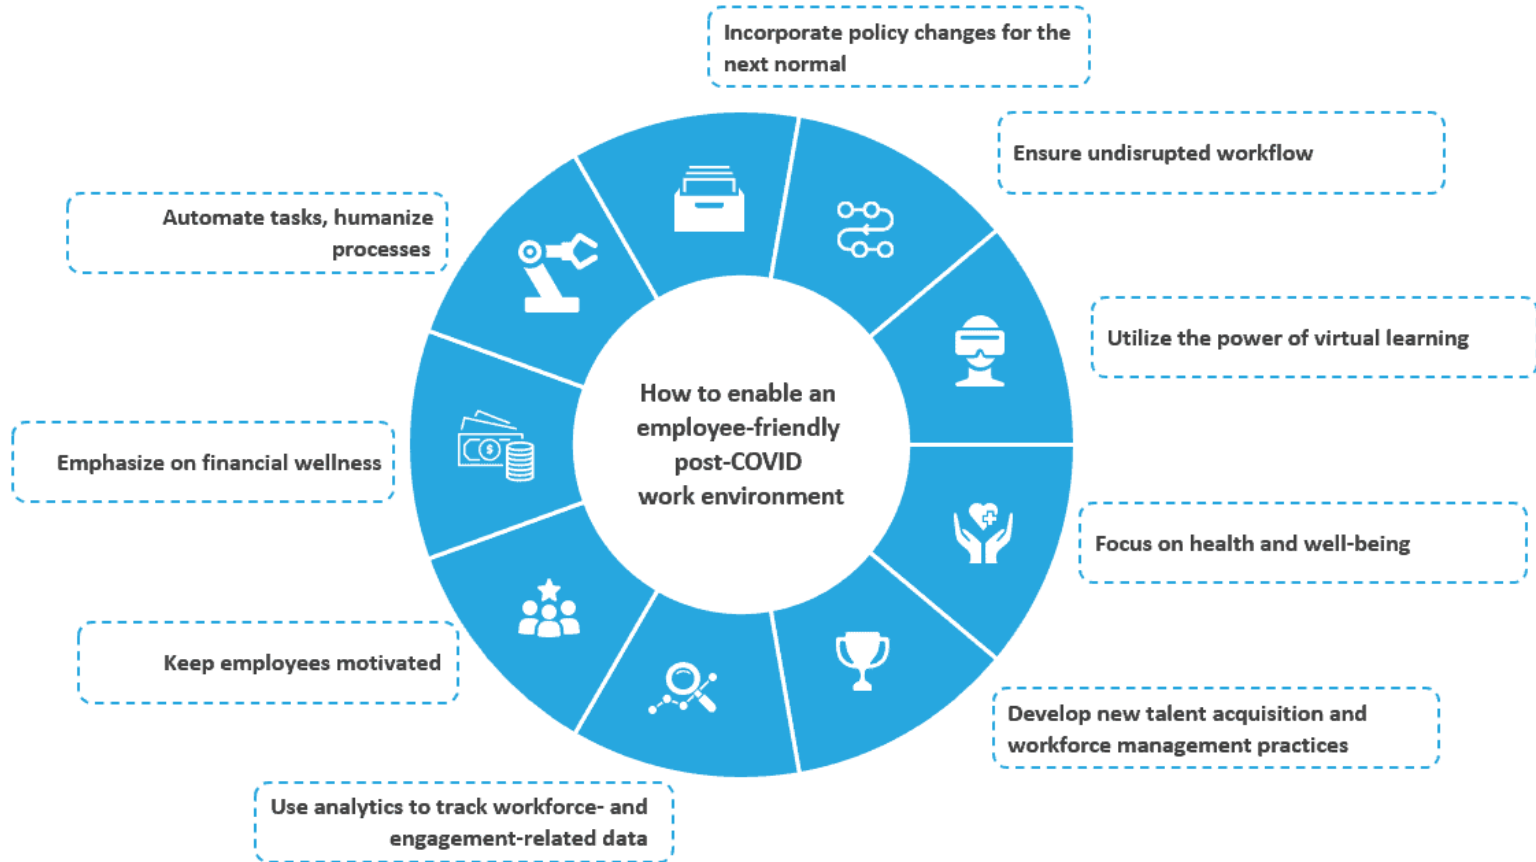 Incorporate policy changes for the
next normal
Ensure undisrupted workflow
Automate tasks, humanize
processes
Utilize the power of virtual learning
How to enable an
employee-friendly
post-COVID
work environment
Emphasize on financial wellness
Focus on health and well-being
Keep employees motivated
Develop new talent acquisition and
workforce management practices
Use analytics to track workforce- and
engagement-related data